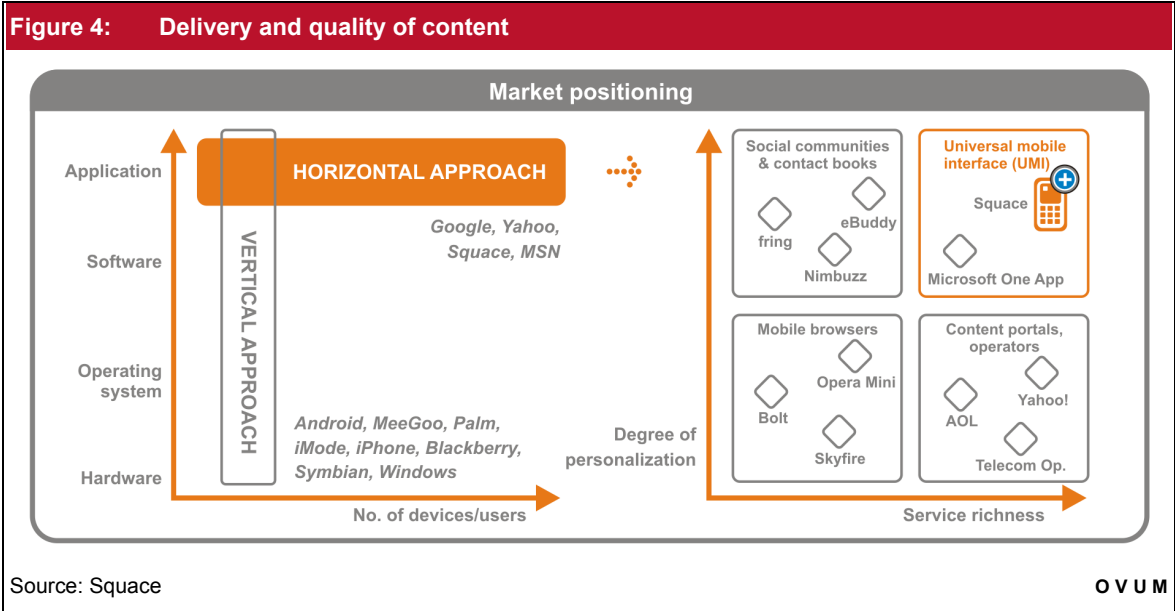 Figure 4: Delivery and quality of content
Market positioning
Application
Software
Operating
system
Hardware
HORIZONTAL APPROACH
VERTICAL APPROACH
Google, Yahoo,
Squace, MSN
Android, MeeGoo, Palm,
iMode, iPhone, Blackberry,
Symbian, Windows
No. of devices/users
Degree of
personalization
Social communities
& contact books
fring
eBuddy
Nimbuzz
Universal mobile
interface (UMI)
Squace
Microsoft One App
Mobile browsers
Opera Mini
Bolt
Skyfire
Content portals,
operators
Yahoo!
AOL
Telecom Op.
Service richness
Source: Squace
OVUM